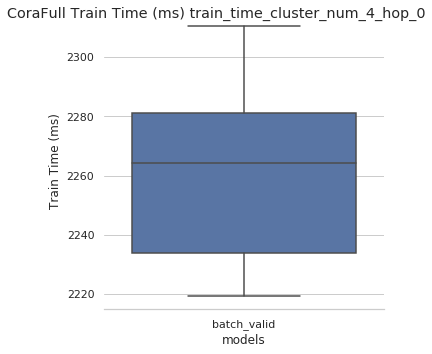 CoraFull Train Time (ms) train_time_cluster_num_4_hop_0
2300
2280
2260
2240
2220
Train Time (ms)
batch_valid
models